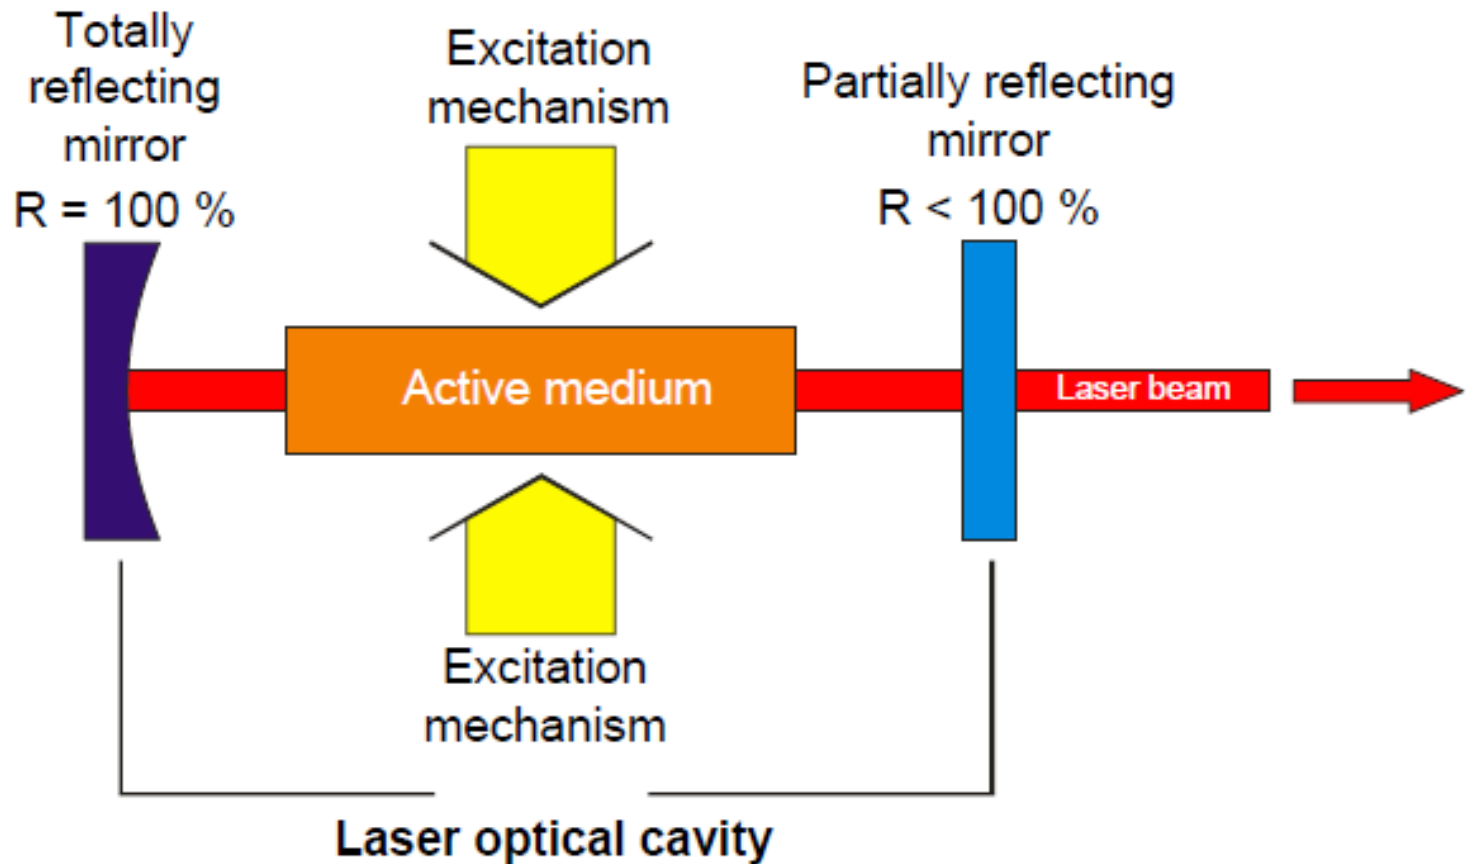 Totally
reflecting
mirror
R = 100 %
Excitation
mechanism
Partially reflecting
mirror
R < 100 %
Active medium
Laser beam
Excitation
mechanism
Laser optical cavity